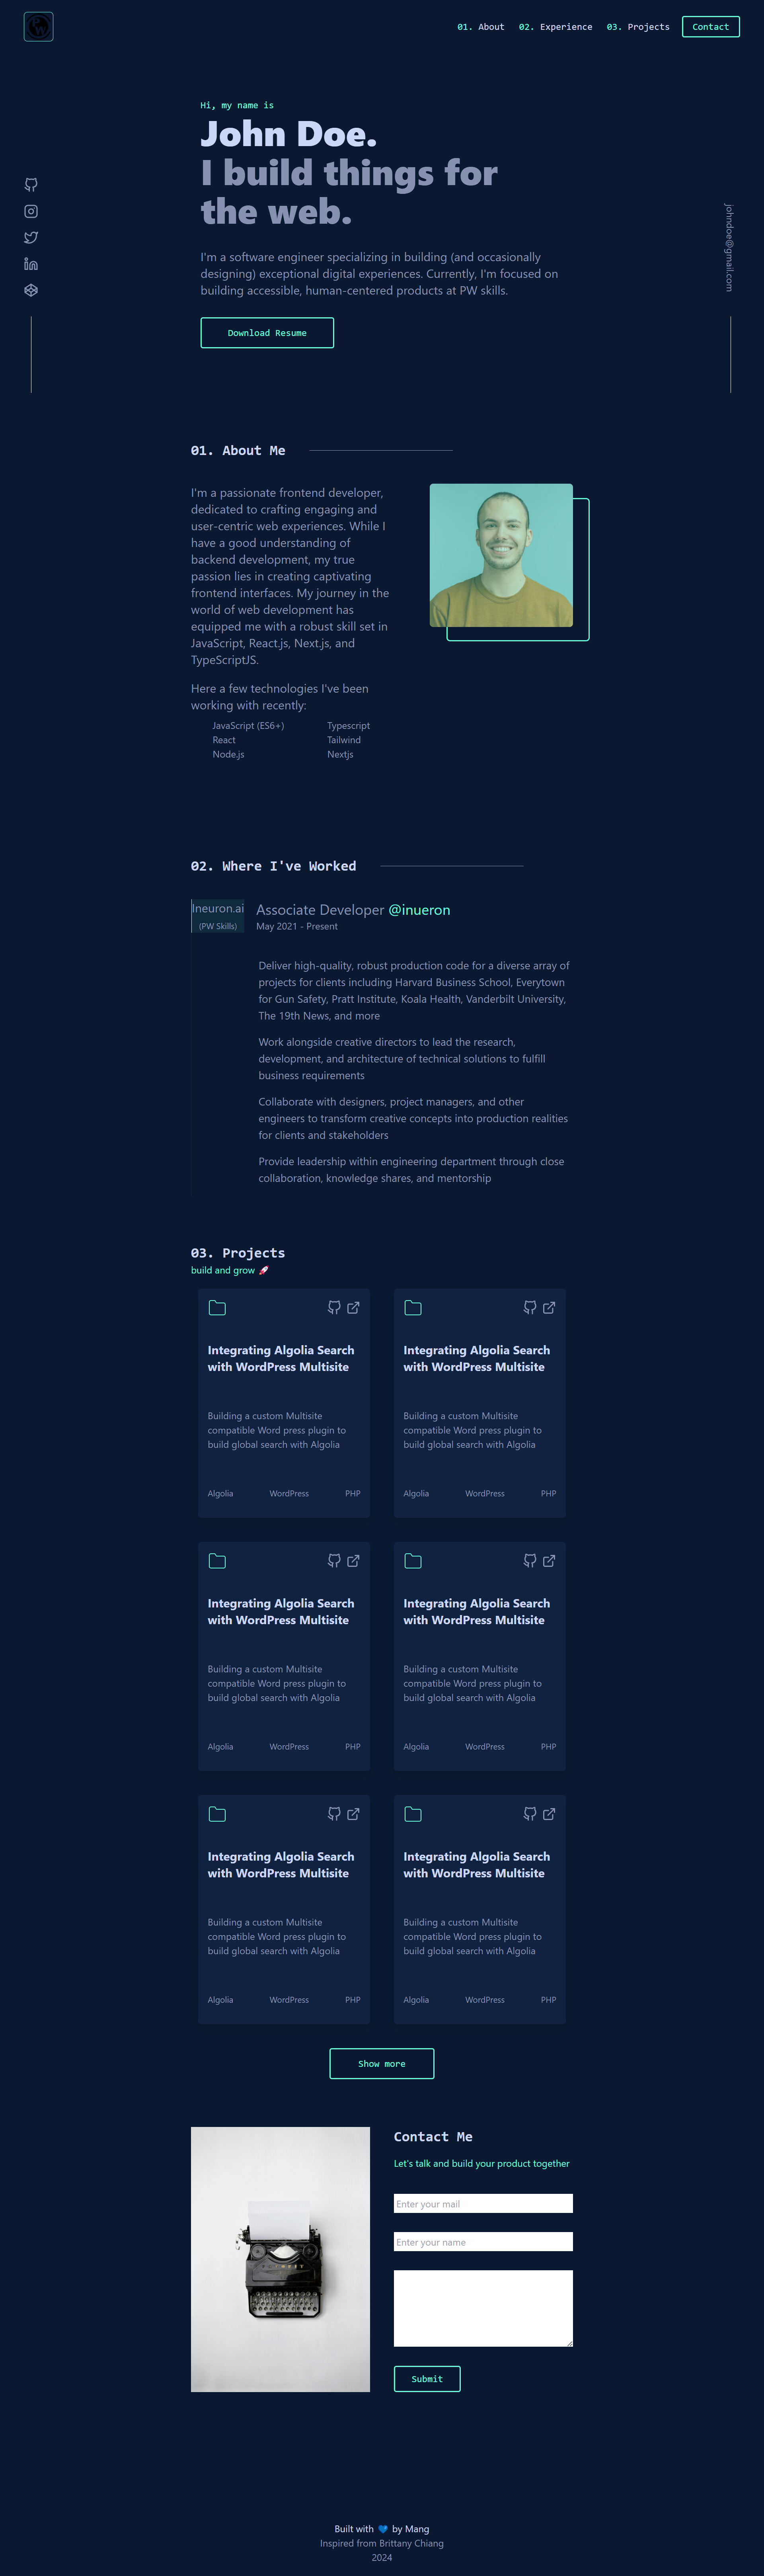 01. About
02. Experience
03. Projects
Contact
Hi, my name is
John Doe.
I build things for
the web.
johndoe@gmail.com
I'm a software engineer specializing in building (and occasionally
designing) exceptional digital experiences. Currently, I'm focused on
building accessible, human-centered products at PW skills.
Download Resume
01. About Me
I'm a passionate frontend developer,
dedicated to crafting engaging and
user-centric web experiences. While I
have a good understanding of
backend development, my true
passion lies in creating captivating
frontend interfaces. My journey in the
world of web development has
equipped me with a robust skill set in
JavaScript, React.js, Next.js, and
TypeScriptJS.
Here a few technologies I've been
working with recently:
JavaScript (ES6+)
Typescript
React
Tailwind
Node.js
Nextjs
02. Where I've Worked
Ineuron.ai
(PW Skills)
Associate Developer @inueron
May 2021 - Present
Deliver high-quality, robust production code for a diverse array of
projects for clients including Harvard Business School, Everytown
for Gun Safety, Pratt Institute, Koala Health, Vanderbilt University,
The 19th News, and more
Work alongside creative directors to lead the research,
development, and architecture of technical solutions to fulfill
business requirements
Collaborate with designers, project managers, and other
engineers to transform creative concepts into production realities
for clients and stakeholders
Provide leadership within engineering department through close
collaboration, knowledge shares, and mentorship
03. Projects
build and grow 🚀
Integrating Algolia Search
with WordPress Multisite
Building a custom Multisite
compatible Word press plugin to
build global search with Algolia
Algolia WordPress PHP
Integrating Algolia Search
with WordPress Multisite
Building a custom Multisite
compatible Word press plugin to
build global search with Algolia
Algolia WordPress PHP
Integrating Algolia Search
with WordPress Multisite
Building a custom Multisite
compatible Word press plugin to
build global search with Algolia
Algolia WordPress PHP
Integrating Algolia Search
with WordPress Multisite
Building a custom Multisite
compatible Word press plugin to
build global search with Algolia
Algolia WordPress PHP
Integrating Algolia Search
with WordPress Multisite
Building a custom Multisite
compatible Word press plugin to
build global search with Algolia
Algolia WordPress PHP
Integrating Algolia Search
with WordPress Multisite
Building a custom Multisite
compatible Word press plugin to
build global search with Algolia
Algolia WordPress PHP
Show more
Contact Me
Let's talk and build your product together
Enter your mail
Enter your name
Submit
Built with 💙 by Mang
Inspired from Brittany Chiang
2024